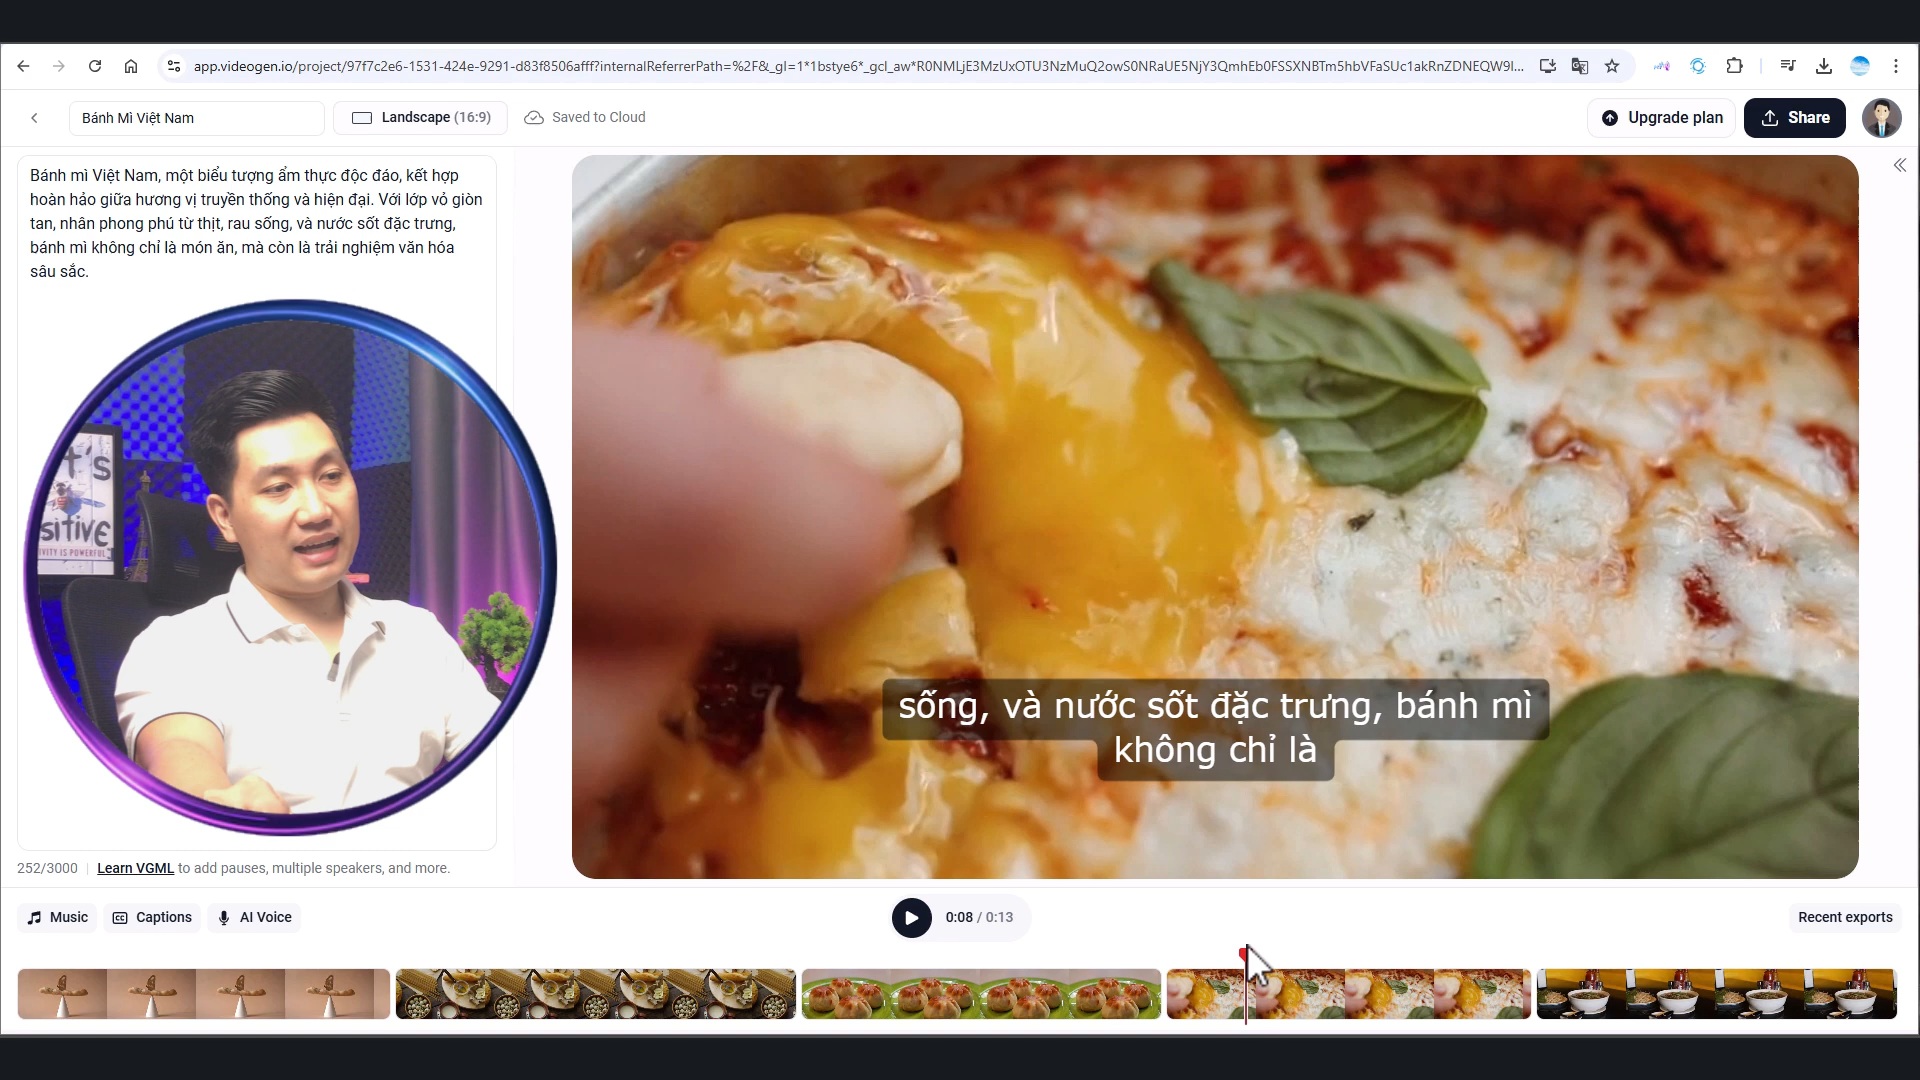 app.videogen.io/project/97f7c2e6-1531-424e-9291-d83f8506afff?internalReferrerPath=%2F&_gl=1*1bstye6*_gcl_aw*R0NMLjE3MzUxOTU3NzMuQ2owS0NRaUE5NjY3QmhEb0FSSXNBTm5hbVFaSUc1akRnZDNEQW9I...
Bánh Mì Việt Nam
Landscape (16:9)
Saved to Cloud
Upgrade plan
Share
Bánh mì Việt Nam, một biểu tượng ẩm thực độc đáo, kết hợp
hoàn hảo giữa hương vị truyền thống và hiện đại. Với lớp vỏ giòn
tan, nhân phong phú từ thịt, rau sống, và nước sốt đặc trưng,
bánh mì không chỉ là món ăn, mà còn là trải nghiệm văn hóa
sâu sắc.
sống, và nước sốt đặc trưng, bánh mì
không chỉ là
252/3000
Learn VGML to add pauses, multiple speakers, and more.
Music
Captions
AI Voice
0:08 / 0:13
Recent exports